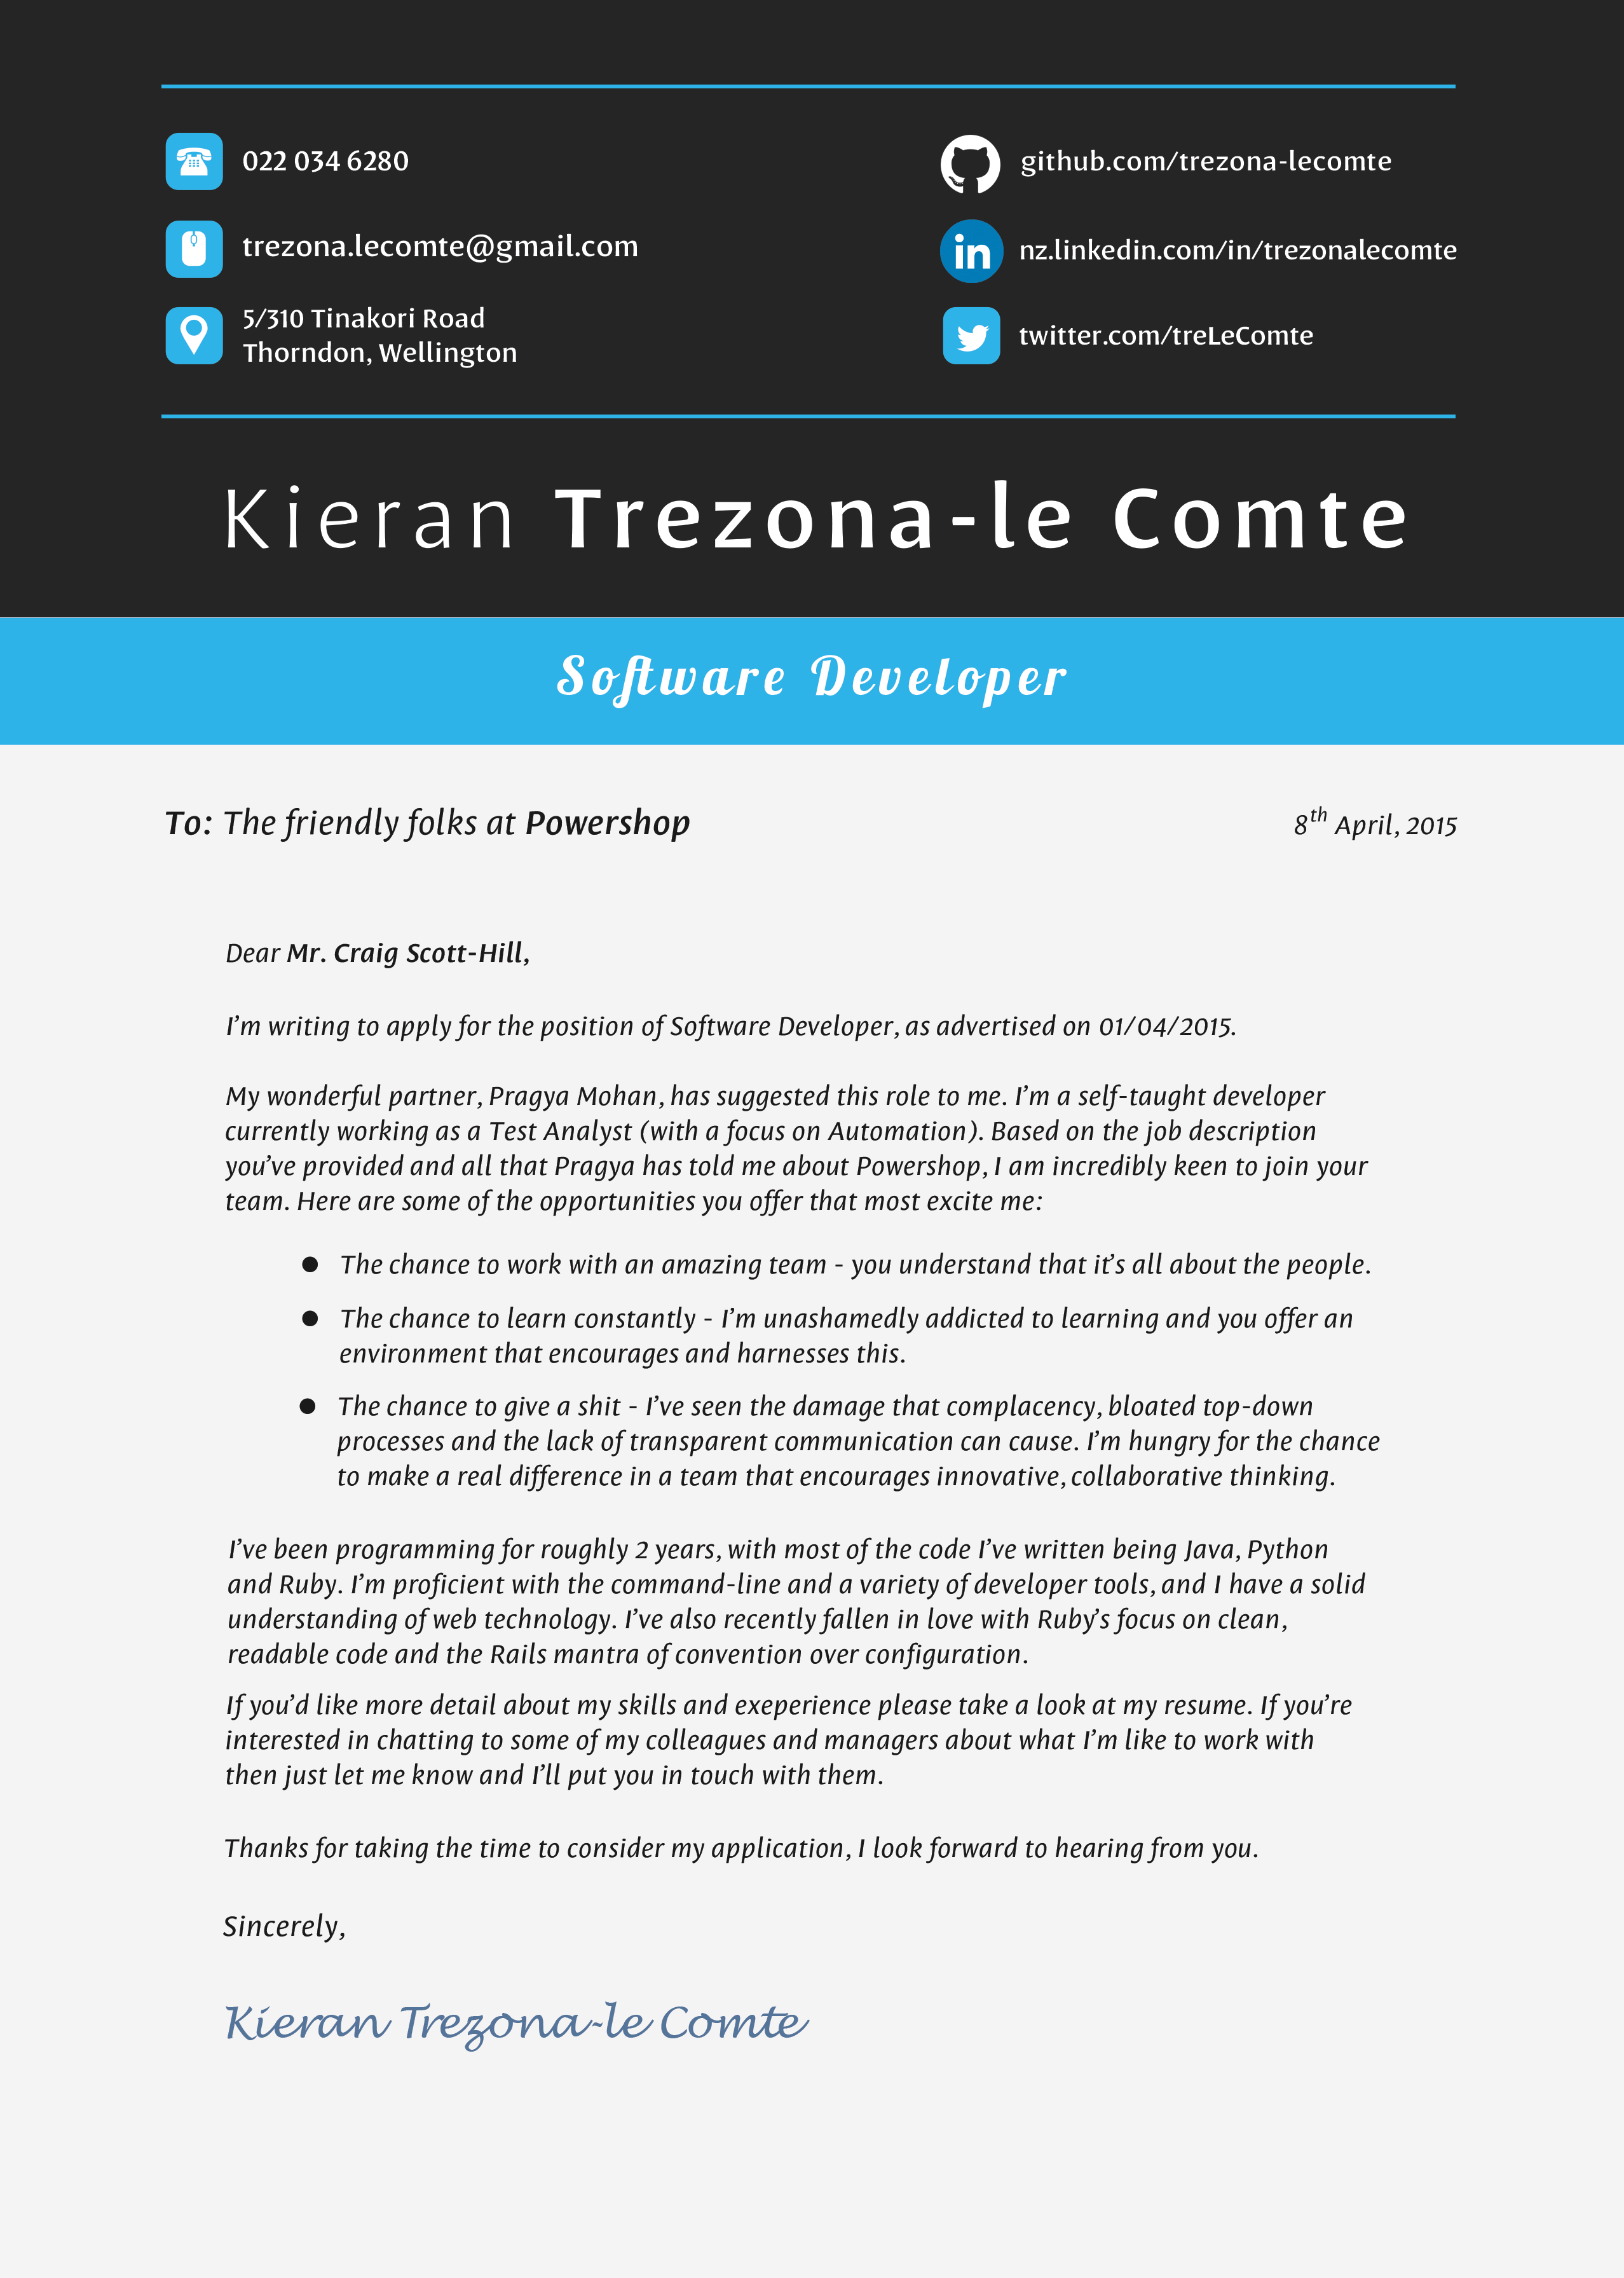 022 034 6280
trezona.lecomte@gmail.com
5/310 Tinakori Road
Thorndon, Wellington
github.com/trezona-lecomte
in
nz.linkedin.com/in/trezonalecomte
twitter.com/treLeComte
Kieran Trezona-le Comte
Software Developer
To: The friendly folks at Powershop
8th April, 2015
Dear Mr. Craig Scott-Hill,
I'm writing to apply for the position of Software Developer, as advertised on 01/04/2015.
My wonderful partner, Pragya Mohan, has suggested this role to me. I'm a self-taught developer
currently working as a Test Analyst (with a focus on Automation). Based on the job description
you've provided and all that Pragya has told me about Powershop, I am incredibly keen to join your
team. Here are some of the opportunities you offer that most excite me:
● The chance to work with an amazing team - you understand that it's all about the people.
● The chance to learn constantly - I'm unashamedly addicted to learning and you offer an
environment that encourages and harnesses this.
● The chance to give a shit - I've seen the damage that complacency, bloated top-down
processes and the lack of transparent communication can cause. I'm hungry for the chance
to make a real difference in a team that encourages innovative, collaborative thinking.
I've been programming for roughly 2 years, with most of the code I've written being Java, Python
and Ruby. I'm proficient with the command-line and a variety of developer tools, and I have a solid
understanding of web technology. I've also recently fallen in love with Ruby's focus on clean,
readable code and the Rails mantra of convention over configuration.
If you'd like more detail about my skills and exeperience please take a look at my resume. If you're
interested in chatting to some of my colleagues and managers about what I'm like to work with
then just let me know and I'll put you in touch with them.
Thanks for taking the time to consider my application, I look forward to hearing from you.
Sincerely,
Kieran Trezona-le Comte